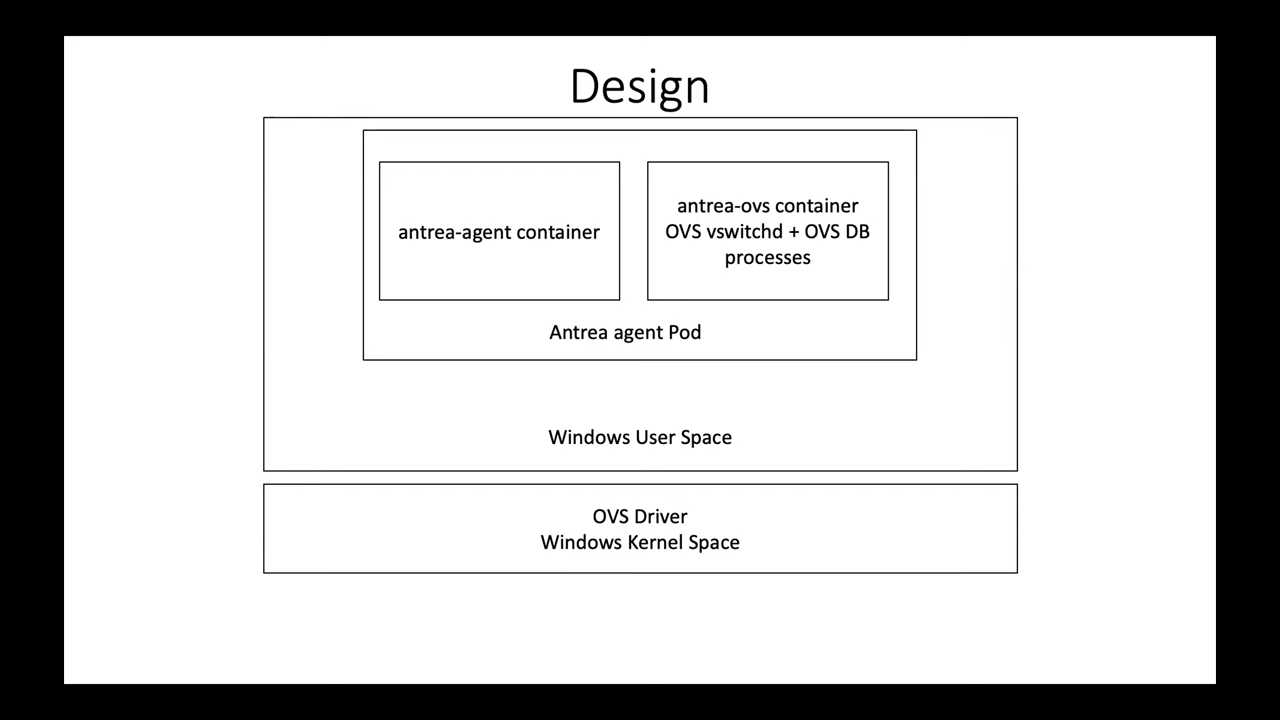 Design
antrea-agent container
antrea-ovs container
OVS vswitchd + OVS DB
processes
Antrea agent Pod
Windows User Space
OVS Driver
Windows Kernel Space